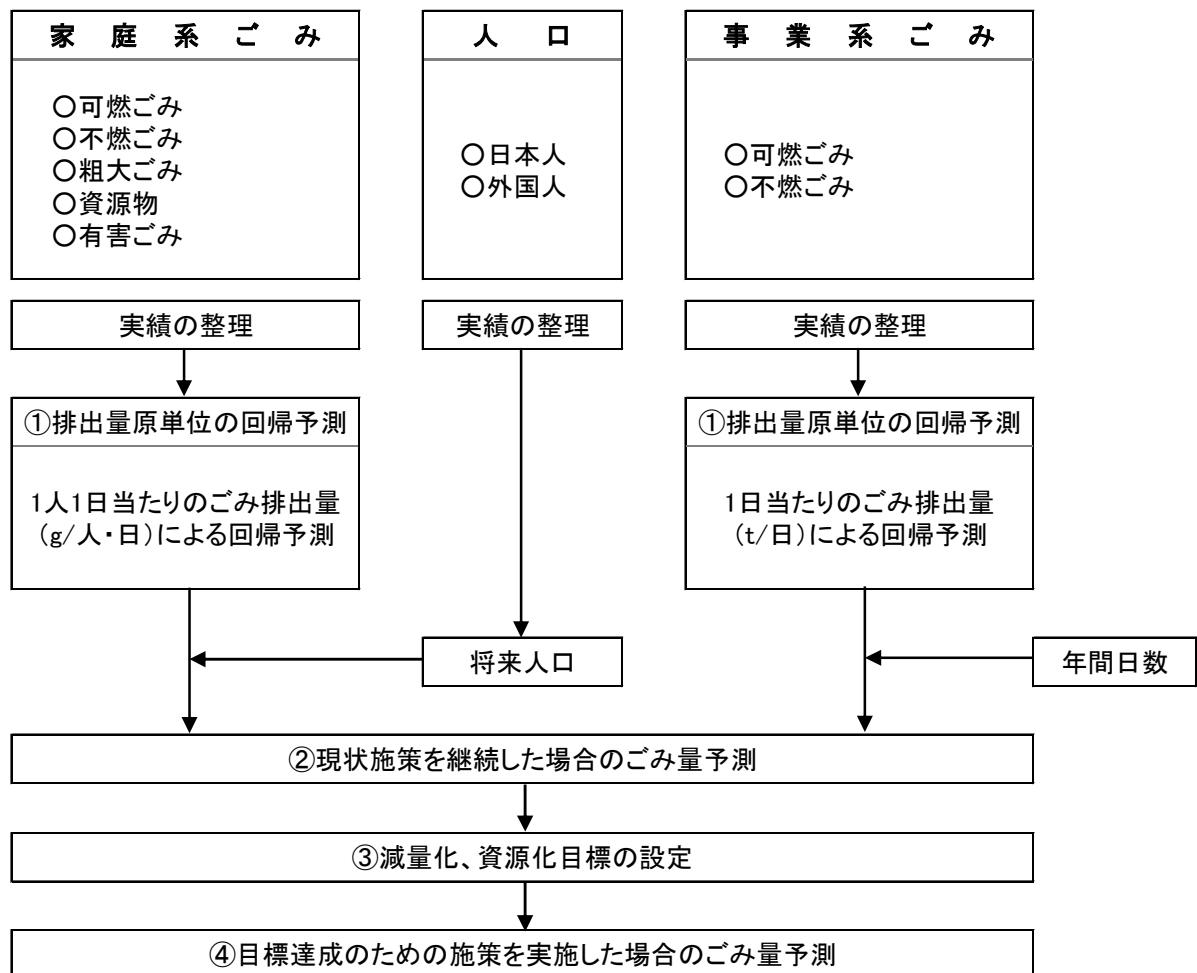 家庭系ごみ
○可燃ごみ
○不燃ごみ
○粗大ごみ
○資源物
○有害ごみ
人口
○日本人
○外国人
事業系ごみ
○可燃ごみ
○不燃ごみ
実績の整理
実績の整理
実績の整理
①排出量原単位の回帰予測
1人1日当たりのごみ排出量
(g/人・日)による回帰予測
①排出量原単位の回帰予測
1日当たりのごみ排出量
(t/日)による回帰予測
将来人口
年間日数
②現状施策を継続した場合のごみ量予測
③減量化、資源化目標の設定
④目標達成のための施策を実施した場合のごみ量予測